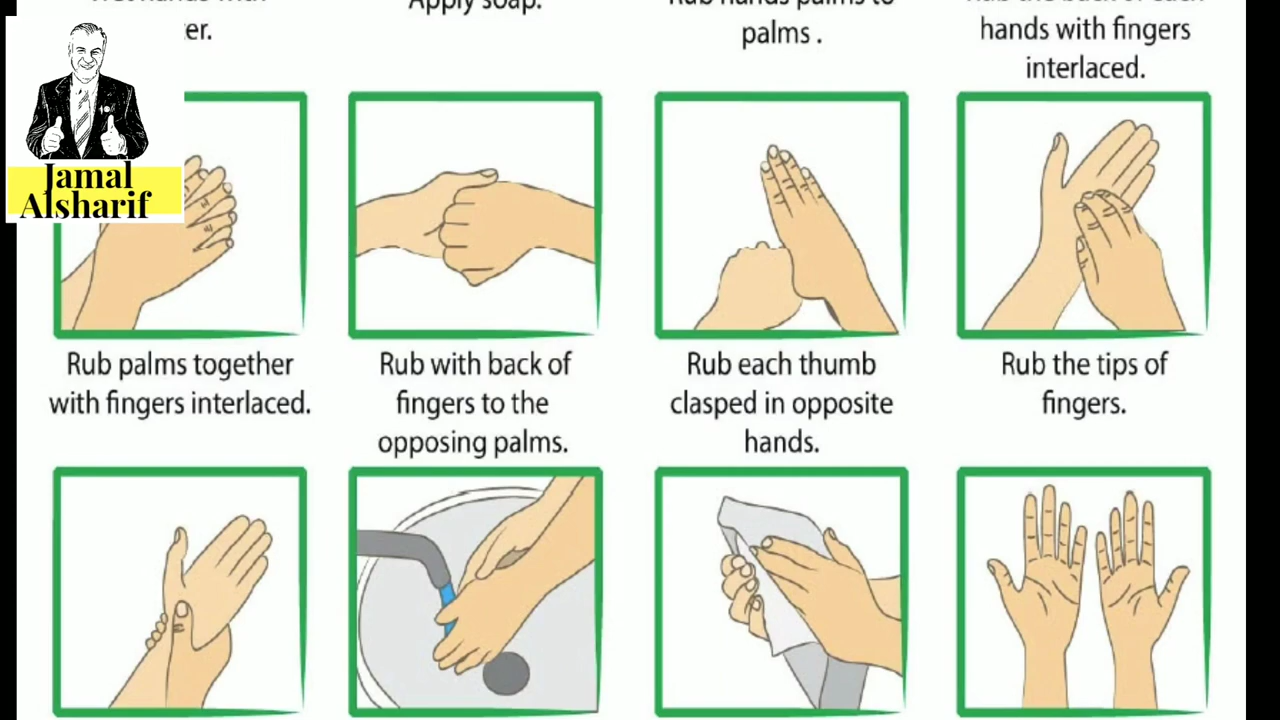 er.
Apply soap.
palms .
hands with fingers
interlaced.
Jamal
Alsharif
Rub palms together
with fingers interlaced.
Rub with back of
fingers to the
opposing palms.
Rub each thumb
clasped in opposite
hands.
Rub the tips of
fingers.